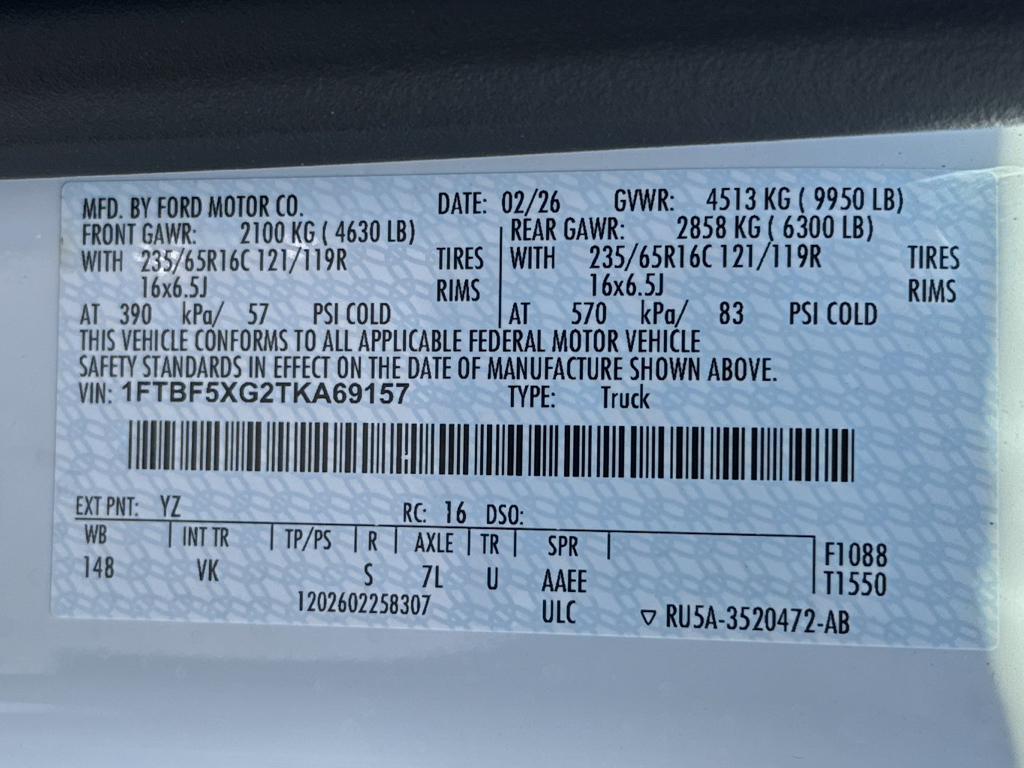 MFD. BY FORD MOTOR CO. DATE: 02/26 GVWR: 4513 KG ( 9950 LB)
FRONT GAWR: 2100 KG ( 4630 LB) REAR GAWR: 2858 KG ( 6300 LB)
WITH 235/65R16C 121/119R TIRES WITH 235/65R16C 121/119R TIRES
16x6.5J RIMS 16x6.5J RIMS
AT 390 kPa/ 57 PSI COLD AT 570 kPa/ 83 PSI COLD
THIS VEHICLE CONFORMS TO ALL APPLICABLE FEDERAL MOTOR VEHICLE
SAFETY STANDARDS IN EFFECT ON THE DATE OF MANUFACTURE SHOWN ABOVE.
VIN: 1FTBF5XG2TKA69157 TYPE: Truck
EXT PNT: YZ RC: 16 DSO:
WB INT TR TP/PS R AXLE TR SPR F1088
148 VK S 7L U AAEE T1550
1202602258307 ULC ▽ RU5A-3520472-AB